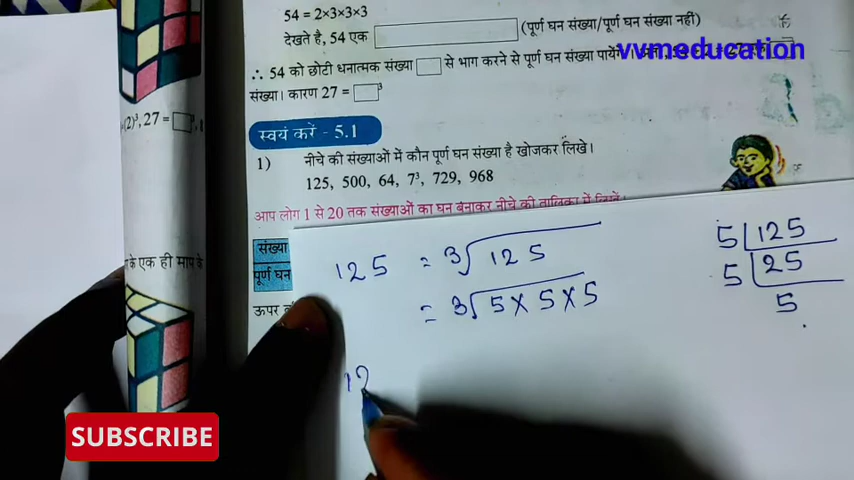 54 = 2×3×3×3
देखते है, 54 एक (पूर्ण घन संख्या/पूर्ण घन संख्या नहीं)
vvmeducation
∴ 54 को छोटी धनात्मक संख्या से भाग करने से पूर्ण घन संख्या पायेंगे
संख्या। कारण 27 = ³
(2)³, 27 =
स्वयं करें - 5.1
1) नीचे की संख्याओं में कौन पूर्ण घन संख्या है खोजकर लिखे।
125, 500, 64, 7³, 729, 968
आप लोग 1 से 20 तक संख्याओं का घन बनाकर नीचे की तालिका में लिखें
संख्या
पूर्ण घन
के एक ही माप के
ऊपर
125 = ³√125
= ³√5×5×5
12
5 125
5 25
5
SUBSCRIBE